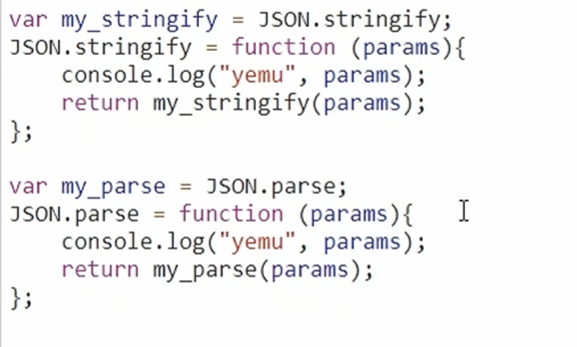 var my_stringify = JSON.stringify;
JSON.stringify = function (params){
    console.log("yemu", params);
    return my_stringify(params);
};

var my_parse = JSON.parse;
JSON.parse = function (params){
    console.log("yemu", params);
    return my_parse(params);
};